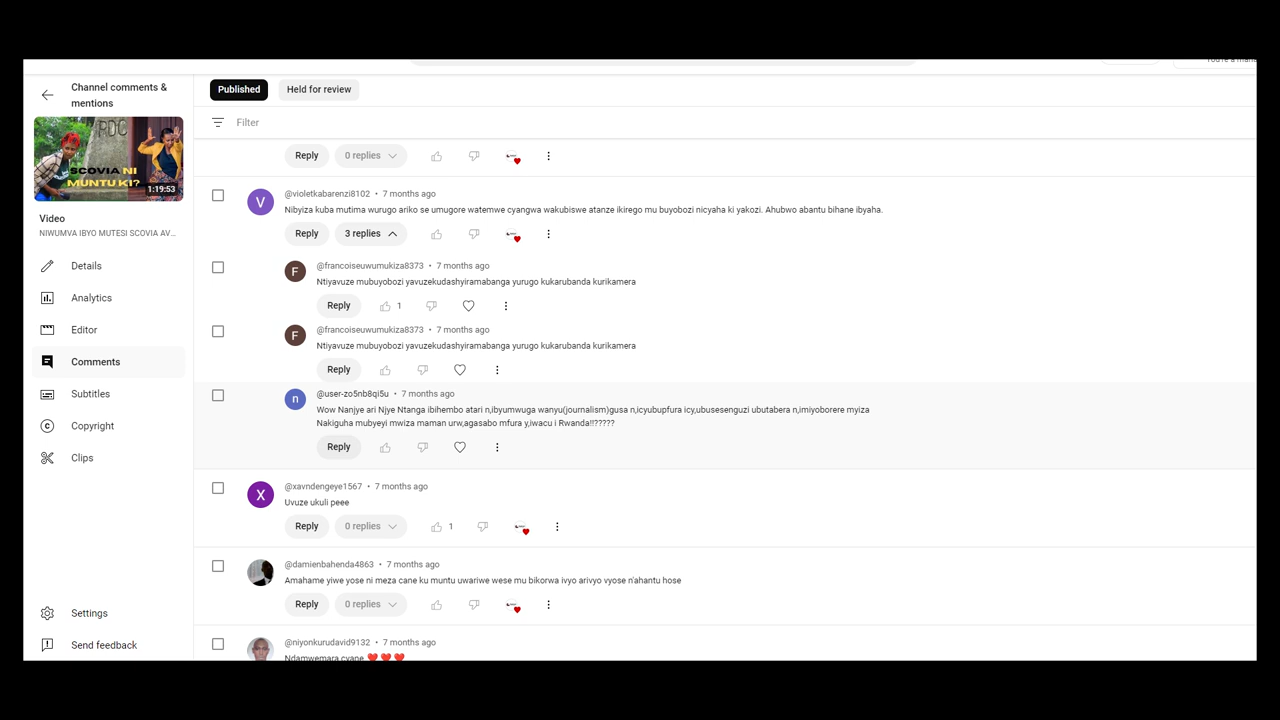 Channel comments &
mentions
PDC
SCOVIA NI
MUNTU KI?
1:19:53
Video
NIWUMVA IBYO MUTESI SCOVIA AV...
Details
Analytics
Editor
Comments
Subtitles
Copyright
Clips
Settings
Send feedback
You're a
Published
Held for review
Filter
Reply
0 replies
V
@violetkabarenzi8102 • 7 months ago
Nibyiza kuba mutima wurugo ariko se umugore watemwe cyangwa wakubiswe atanze ikirego mu buyobozi nicyaha ki yakozi. Ahubwo abantu bihane ibyaha.
Reply
3 replies
F
@francoiseuwumukiza8373 • 7 months ago
Ntiyavuze mubuyobozi yavuzekudashyiramabanga yurugo kukarubanda kurikamera
Reply
1
F
@francoiseuwumukiza8373 • 7 months ago
Ntiyavuze mubuyobozi yavuzekudashyiramabanga yurugo kukarubanda kurikamera
Reply
n
@user-zo5nb8qi5u • 7 months ago
Wow Nanjye ari Njye Ntanga ibihembo atari n,ibyumwuga wanyu(journalism)gusa n,icyubupfura icy,ubusesenguzi ubutabera n,imiyoborere myiza
Nakiguha mubyeyi mwiza maman urw,agasabo mfura y,iwacu i Rwanda!!?????
Reply
X
@xavndengeye1567 • 7 months ago
Uvuze ukuli peee
Reply
0 replies
1
@damienbahenda4863 • 7 months ago
Amahame yiwe yose ni meza cane ku muntu uwariwe wese mu bikorwa ivyo arivyo vyose n'ahantu hose
Reply
0 replies
@niyonkurudavid9132 • 7 months ago
Ndamwemara cyane ❤️❤️❤️